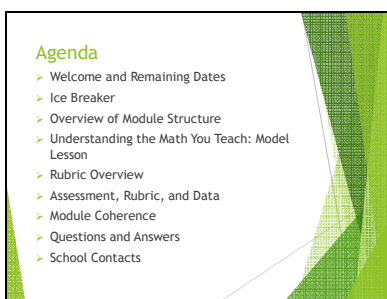 Agenda
Welcome and Remaining Dates
Ice Breaker
Overview of Module Structure
Understanding the Math You Teach: Model
Lesson
Rubric Overview
Assessment, Rubric, and Data
Module Coherence
Questions and Answers
School Contacts